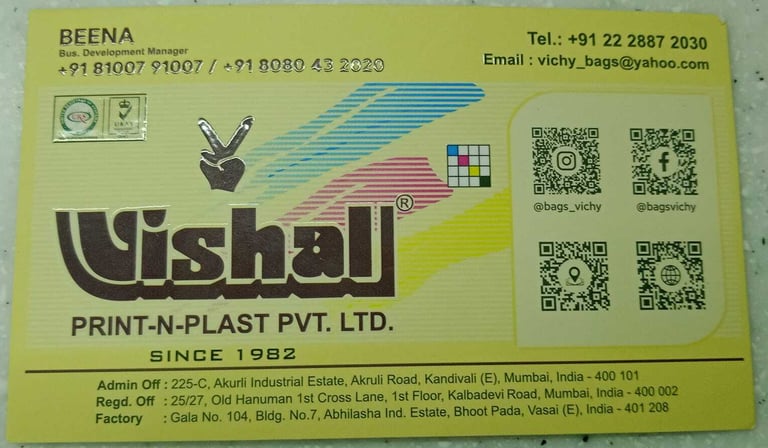 BEENA
Bus. Development Manager
+91 81007 91007 / +91 8080 43 2020
Tel.: +91 22 2887 2030
Email : vichy_bags@yahoo.com
UKAS
@bags_vichy
@bagsvichy
Vishal®
PRINT-N-PLAST PVT. LTD.
SINCE 1982
Admin Off : 225-C, Akurli Industrial Estate, Akruli Road, Kandivali (E), Mumbai, India - 400 101
Regd. Off : 25/27, Old Hanuman 1st Cross Lane, 1st Floor, Kalbadevi Road, Mumbai, India - 400 002
Factory : Gala No. 104, Bldg. No.7, Abhilasha Ind. Estate, Bhoot Pada, Vasai (E), India - 401 208